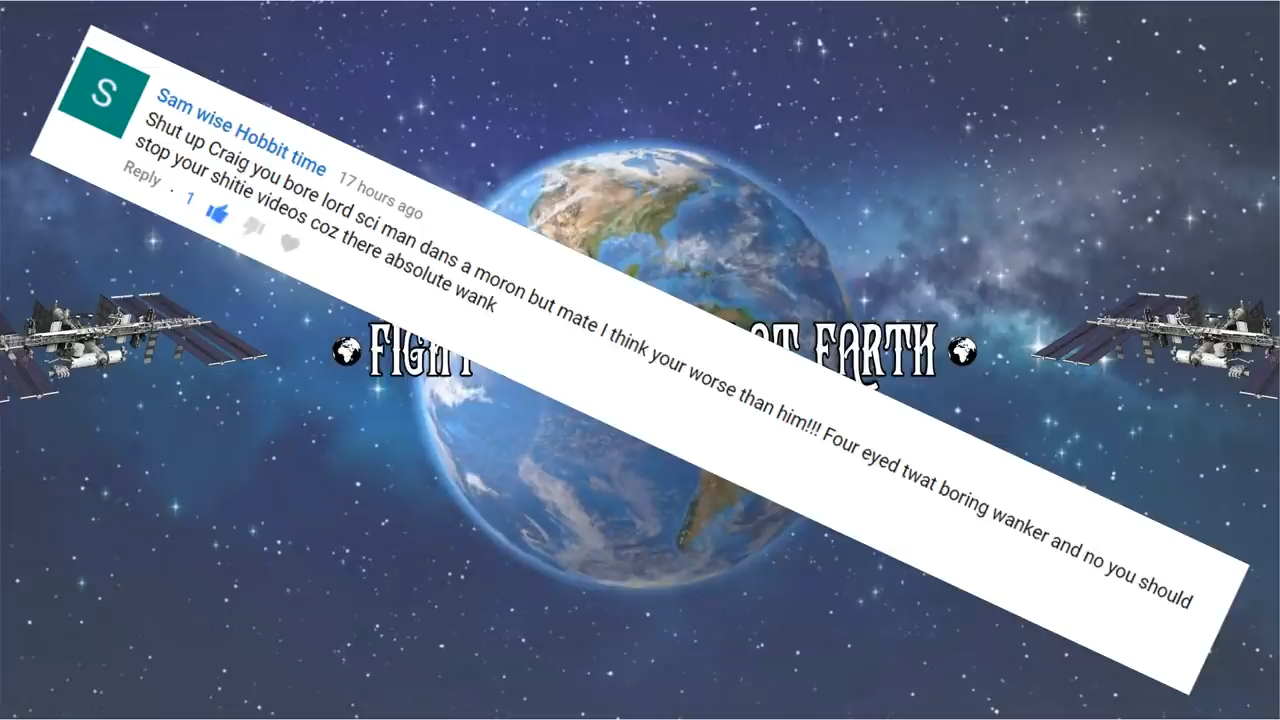 S
Sam wise Hobbit time 17 hours ago
Shut up Craig you bore lord sci man dans a moron but mate I think your worse than him!!! Four eyed twat boring wanker and no you should
stop your shitie videos coz there absolute wank
Reply · 1
EARTH